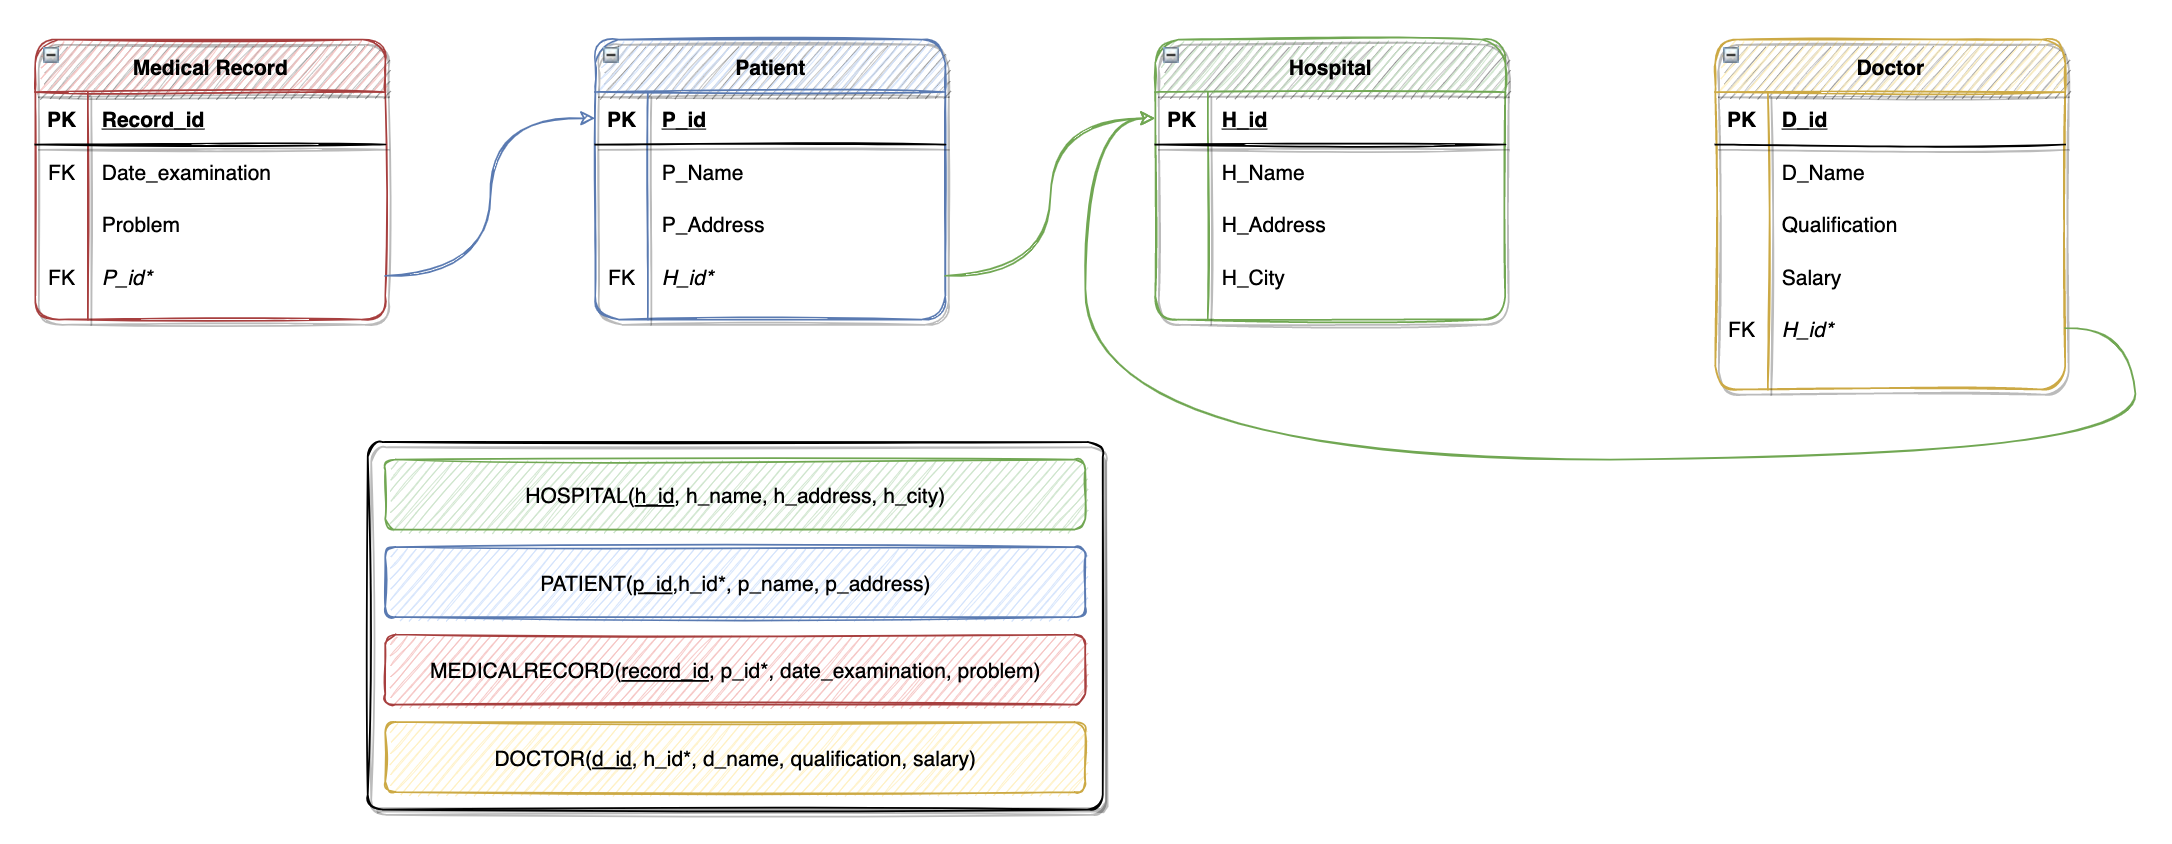 Medical Record
PK Record_id
FK Date_examination
Problem
FK P_id*
Patient
PK P_id
P_Name
P_Address
FK H_id*
Hospital
PK H_id
H_Name
H_Address
H_City
Doctor
PK D_id
D_Name
Qualification
Salary
FK H_id*
HOSPITAL(h_id, h_name, h_address, h_city)
PATIENT(p_id,h_id*, p_name, p_address)
MEDICALRECORD(record_id, p_id*, date_examination, problem)
DOCTOR(d_id, h_id*, d_name, qualification, salary)